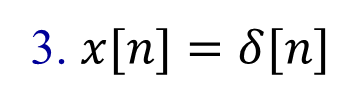 3. x[n] = δ[n]